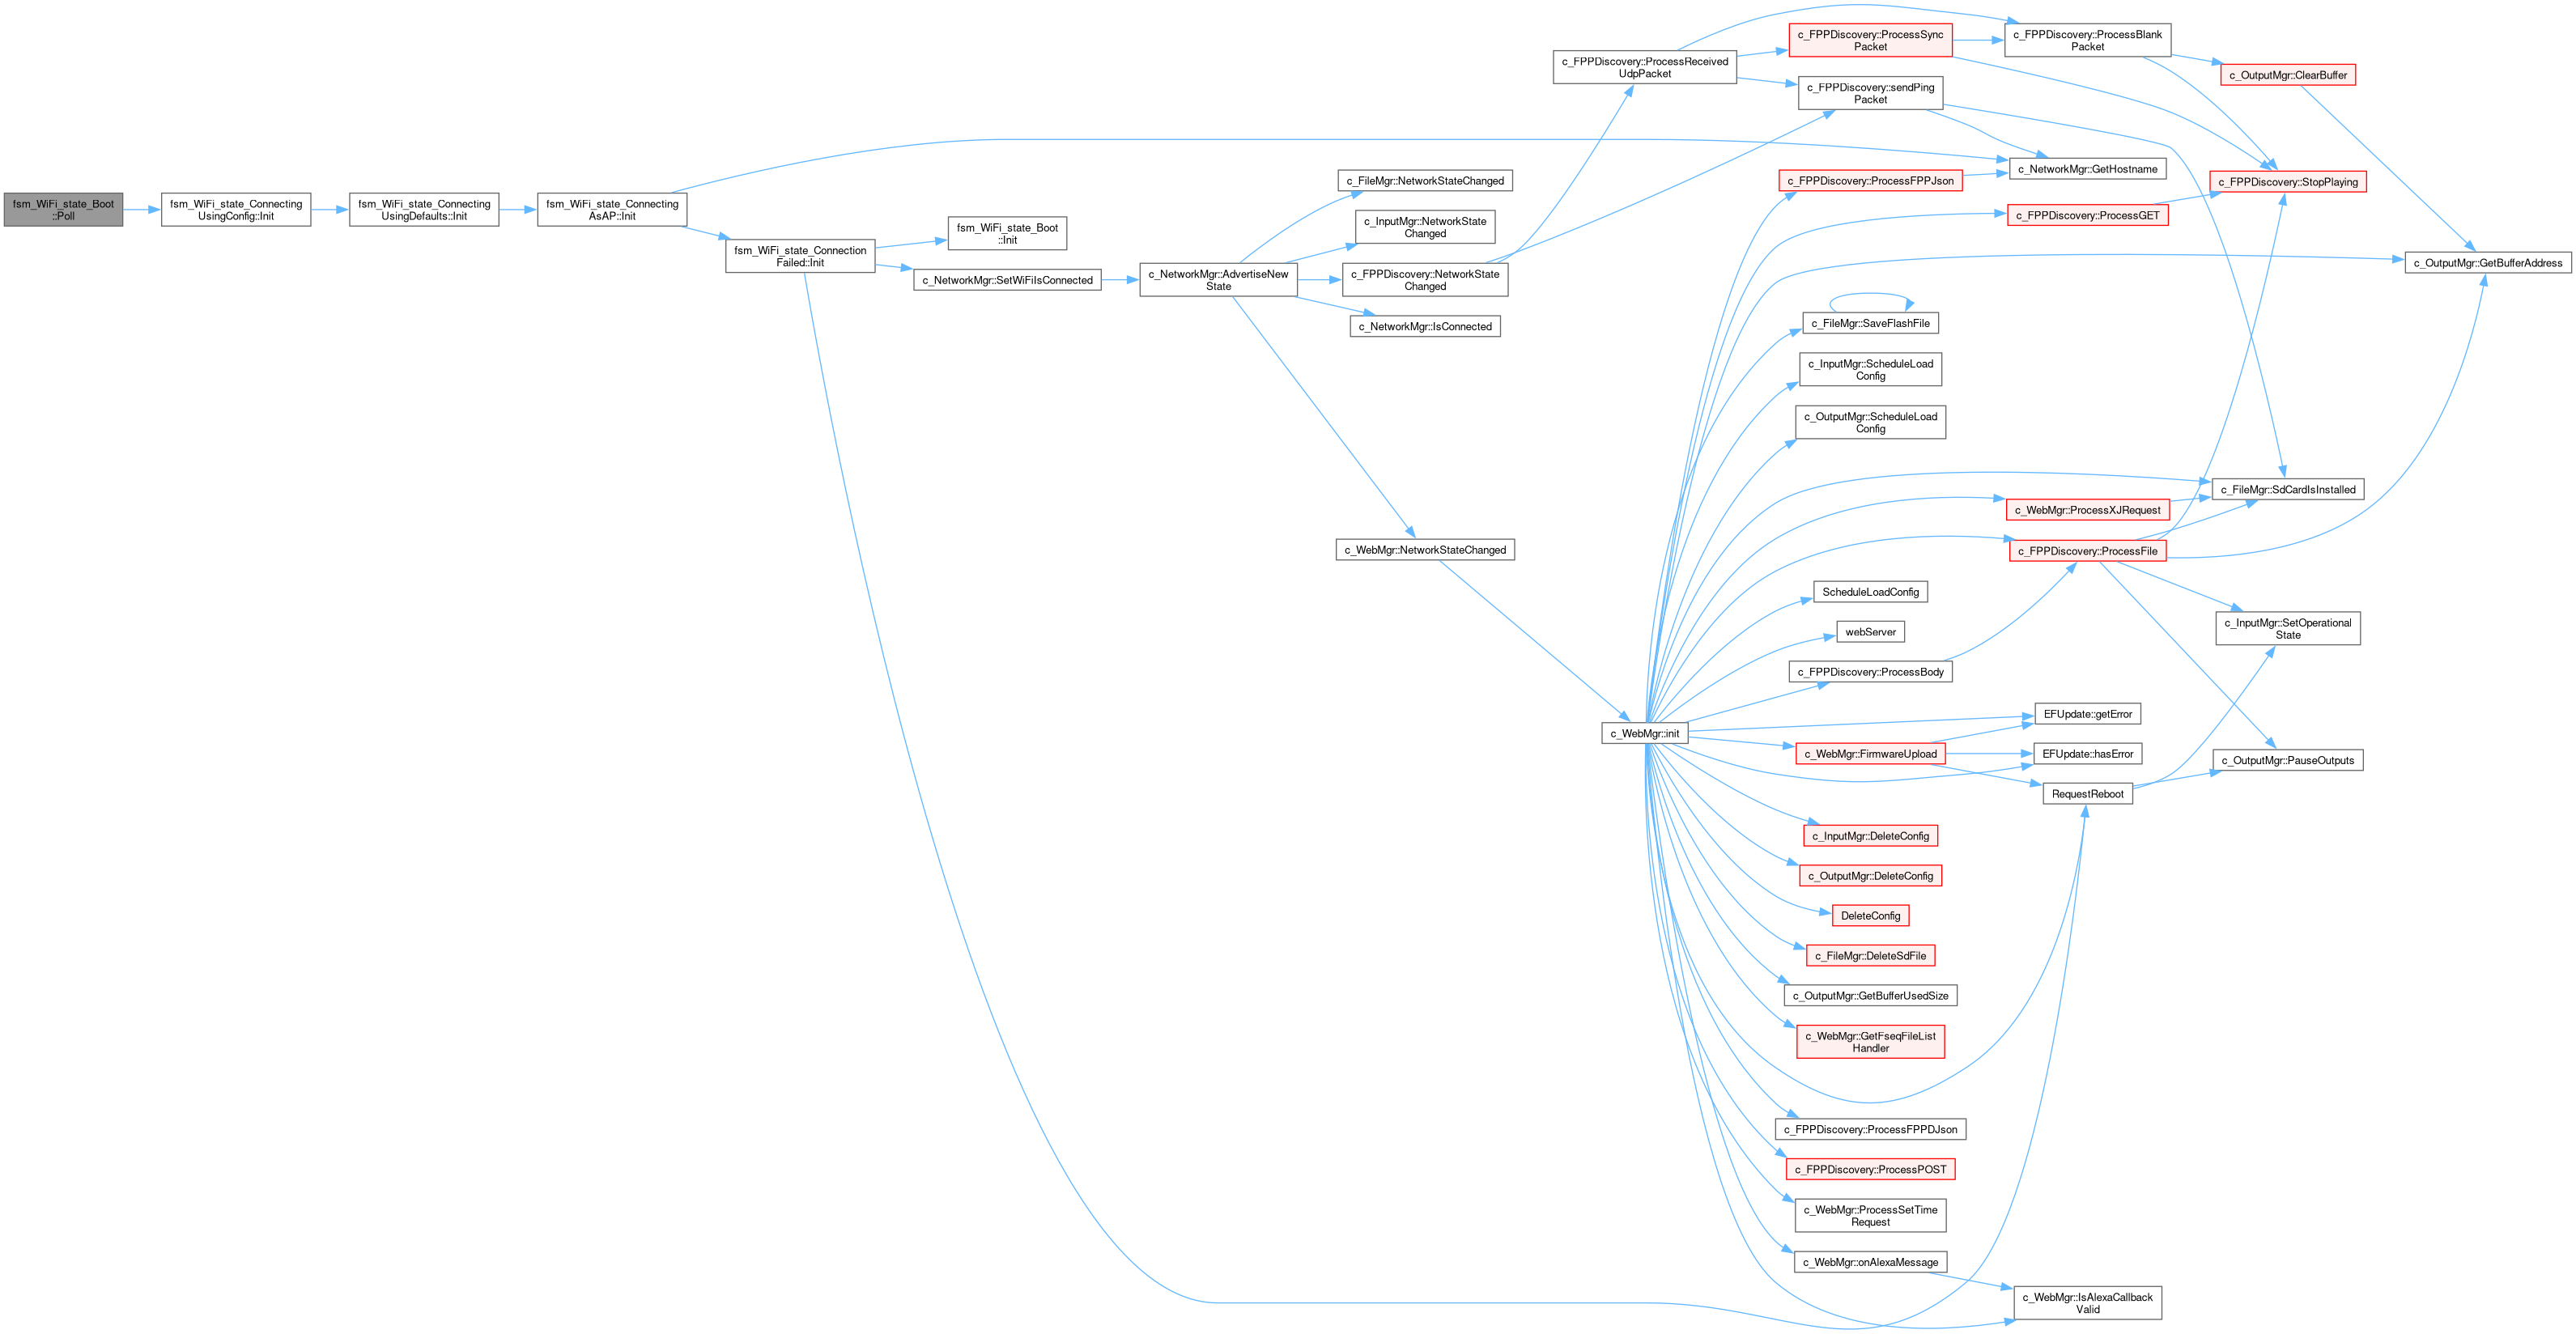 fsm_WiFi_state_Boot
::Poll
fsm_WiFi_state_Connecting
UsingConfig::Init
fsm_WiFi_state_Connecting
UsingDefaults::Init
fsm_WiFi_state_Connecting
AsAP::Init
fsm_WiFi_state_Connection
Failed::Init
fsm_WiFi_state_Boot
::Init
c_NetworkMgr::SetWiFiIsConnected
c_NetworkMgr::AdvertiseNew
State
c_FileMgr::NetworkStateChanged
c_InputMgr::NetworkState
Changed
c_FPPDiscovery::NetworkState
Changed
c_NetworkMgr::IsConnected
c_WebMgr::NetworkStateChanged
c_FPPDiscovery::ProcessReceived
UdpPacket
c_WebMgr::init
c_FPPDiscovery::ProcessSync
Packet
c_FPPDiscovery::sendPing
Packet
c_FPPDiscovery::ProcessFPPJson
c_FileMgr::SaveFlashFile
c_InputMgr::ScheduleLoad
Config
c_OutputMgr::ScheduleLoad
Config
ScheduleLoadConfig
webServer
c_FPPDiscovery::ProcessBody
c_WebMgr::FirmwareUpload
c_InputMgr::DeleteConfig
c_OutputMgr::DeleteConfig
DeleteConfig
c_FileMgr::DeleteSdFile
c_OutputMgr::GetBufferUsedSize
c_WebMgr::GetFseqFileList
Handler
c_FPPDiscovery::ProcessFPPDJson
c_FPPDiscovery::ProcessPOST
c_WebMgr::ProcessSetTime
Request
c_WebMgr::onAlexaMessage
c_FPPDiscovery::ProcessBlank
Packet
c_NetworkMgr::GetHostname
c_FPPDiscovery::ProcessGET
c_WebMgr::ProcessXJRequest
c_FPPDiscovery::ProcessFile
EFUpdate::getError
EFUpdate::hasError
RequestReboot
c_WebMgr::IsAlexaCallback
Valid
c_OutputMgr::ClearBuffer
c_FPPDiscovery::StopPlaying
c_OutputMgr::GetBufferAddress
c_FileMgr::SdCardIsInstalled
c_InputMgr::SetOperational
State
c_OutputMgr::PauseOutputs